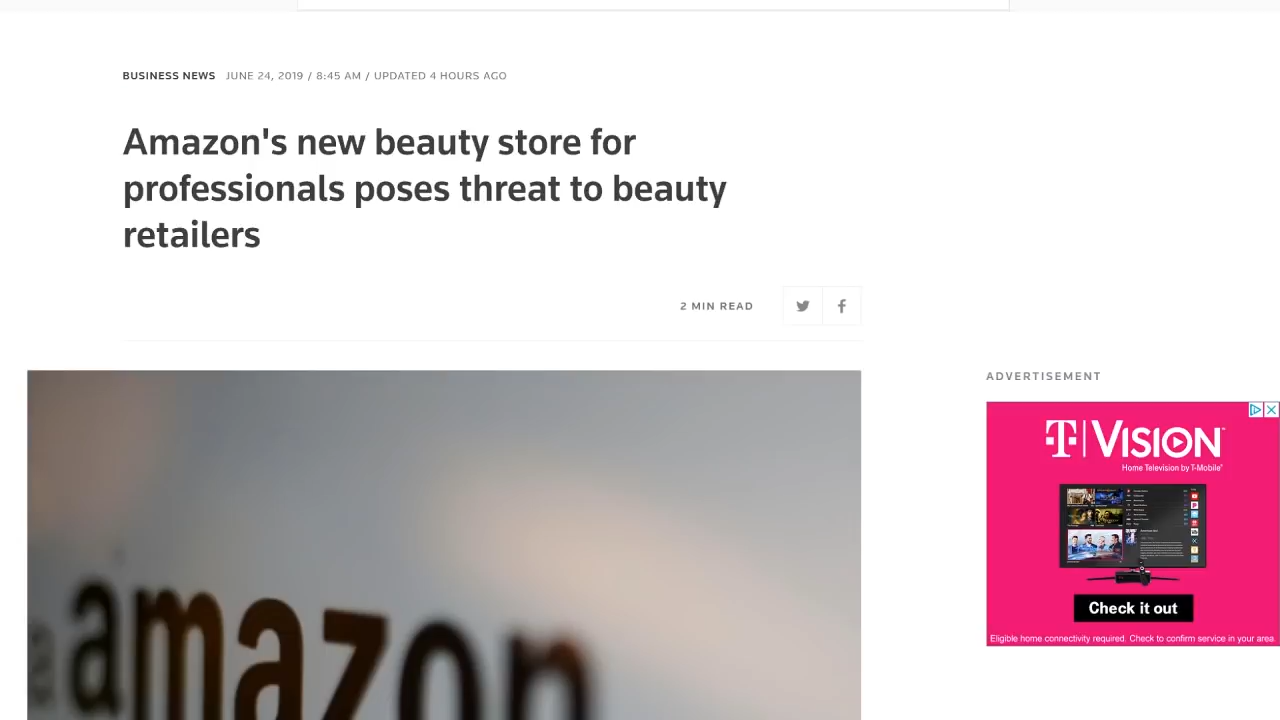 BUSINESS NEWS JUNE 24, 2019 / 8:45 AM / UPDATED 4 HOURS AGO
Amazon's new beauty store for
professionals poses threat to beauty
retailers
2 MIN READ
ADVERTISEMENT
T VISION™
Home Television by T-Mobile®
Check it out
Eligible home connectivity required. Check to confirm service in your area.
amazon